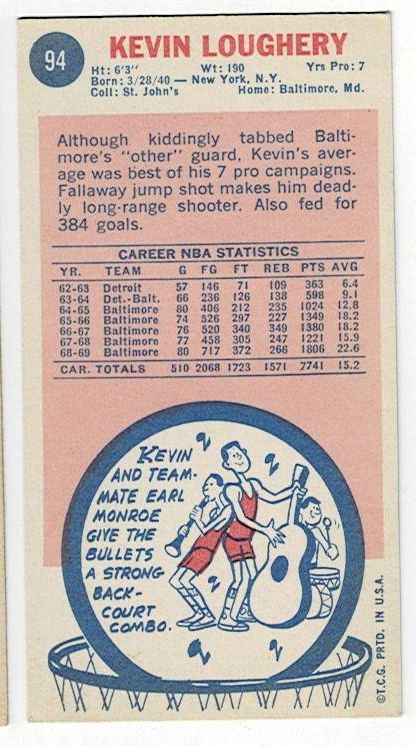 94
KEVIN LOUGHERY
Ht: 6'3" Wt: 190 Yrs Pro: 7
Born: 3/28/40 — New York, N.Y.
Coll: St. John's Home: Baltimore, Md.
Although kiddingly tabbed Balti-
more's "other" guard, Kevin's aver-
age was best of his 7 pro campaigns.
Fallaway jump shot makes him dead-
ly long-range shooter. Also fed for
384 goals.
CAREER NBA STATISTICS
YR. TEAM G FG FT REB PTS AVG
62-63 Detroit 57 146 71 109 363 6.4
63-64 Det.-Balt. 66 236 126 138 598 9.1
64-65 Baltimore 80 406 212 235 1024 12.8
65-66 Baltimore 74 526 297 227 1349 18.2
66-67 Baltimore 76 520 340 349 1380 18.2
67-68 Baltimore 77 458 305 247 1221 15.9
68-69 Baltimore 80 717 372 266 1806 22.6
CAR. TOTALS 510 2068 1723 1571 7741 15.2
KEVIN
AND TEAM-
MATE EARL
MONROE
GIVE THE
BULLETS
A STRONG
BACK-
COURT
COMBO.
©T.C.G. PRTD. IN U.S.A.